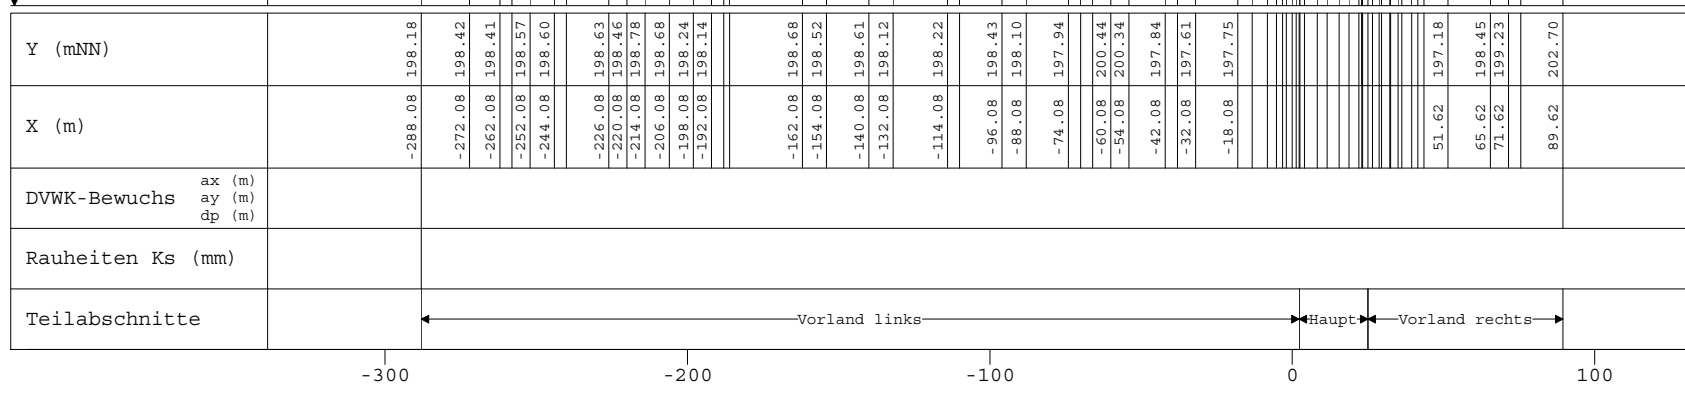 Y (mNN) 198.18 198.42 198.41 198.57 198.60 198.63 198.46 198.78 198.68 198.24 198.14 198.68 198.52 198.61 198.12 198.22 198.43 198.10 197.94 200.44 200.34 197.84 197.61 197.75 197.18 198.45 199.23 202.70
X (m) -288.08 -272.08 -262.08 -252.08 -244.08 -226.08 -220.08 -214.08 -206.08 -198.08 -192.08 -162.08 -154.08 -140.08 -132.08 -114.08 -96.08 -88.08 -74.08 -60.08 -54.08 -42.08 -32.08 -18.08 51.62 65.62 71.62 89.62
ax (m)
DVWK-Bewuchs ay (m)
dp (m)
Rauheiten Ks (mm)
Teilabschnitte Vorland links Haupt Vorland rechts
-300 -200 -100 0 100